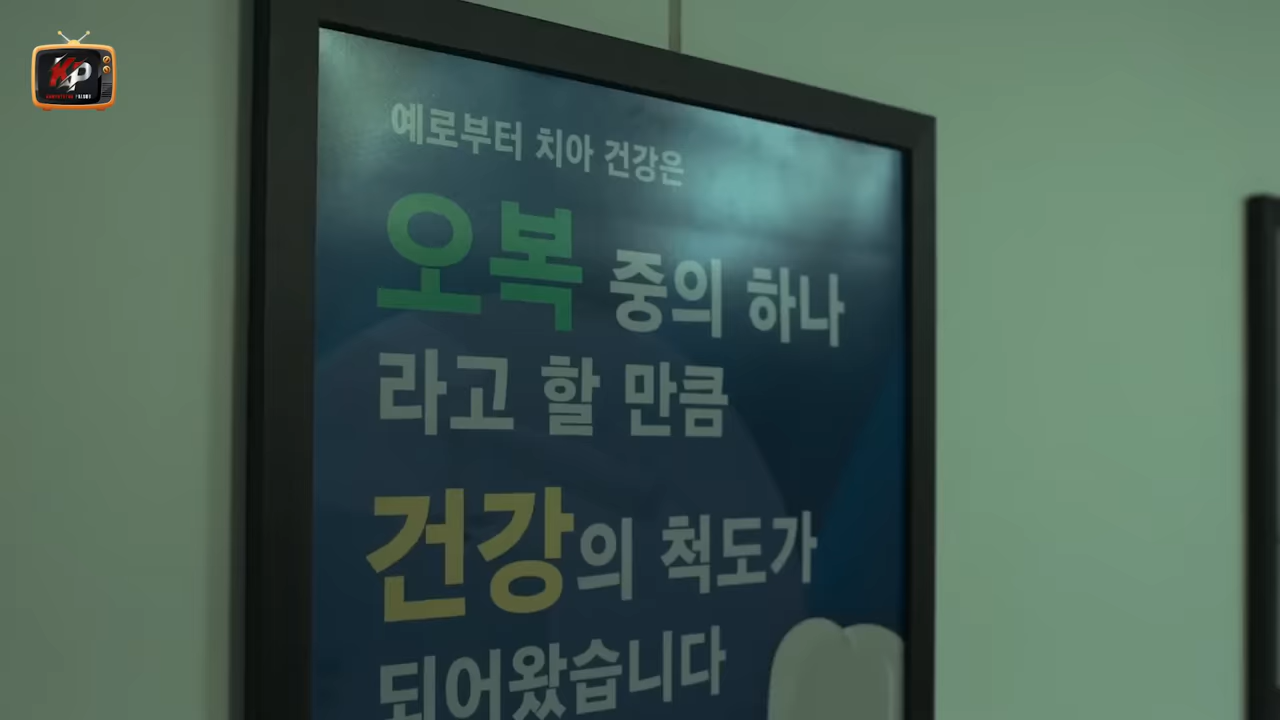 KP
예로부터 치아 건강은
오복 중의 하나
라고 할 만큼
건강의 척도가
되어왔습니다